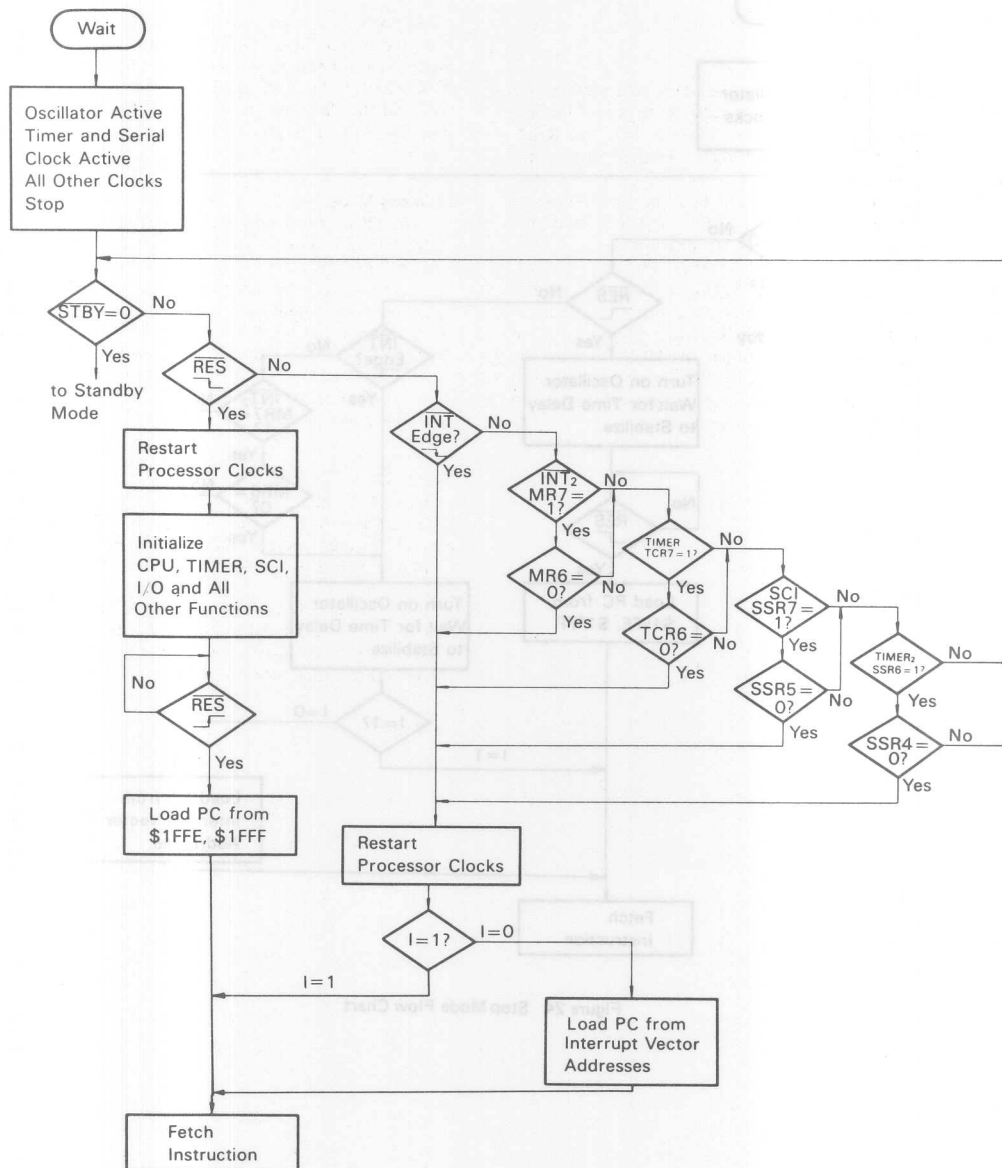 Wait
Oscillator Active
Timer and Serial
Clock Active
All Other Clocks
Stop
STBY=0
No
Yes
to Standby
Mode
RES
No
Yes
Restart
Processor Clocks
Initialize
CPU, TIMER, SCI,
I/O and All
Other Functions
No
RES
Yes
Load PC from
$1FFE, $1FFF
INT
Edge?
No
Yes
INT₂
MR7=
1?
No
Yes
MR6=
0?
No
Yes
TIMER
TCR7=1?
No
Yes
TCR6=
0?
No
Yes
SCI
SSR7=
1?
No
Yes
SSR5=
0?
No
Yes
TIMER₂
SSR6=1?
No
Yes
SSR4=
0?
No
Yes
Restart
Processor Clocks
I=1?
I=0
I=1
Load PC from
Interrupt Vector
Addresses
Fetch
Instruction